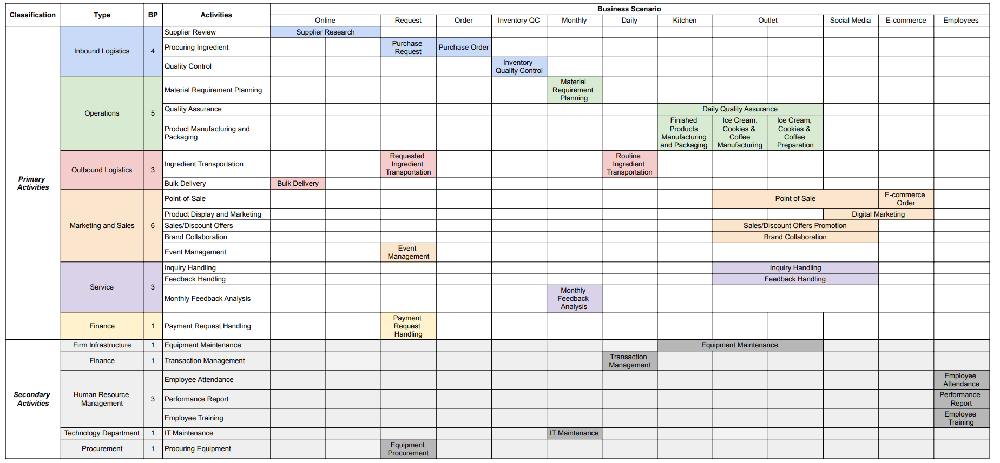 Classification Type BP Activities Business Scenario
Online Request Order Inventory QC Monthly Daily Kitchen Outlet Social Media E-commerce Employees
Primary
Activities
Inbound Logistics 4
Supplier Review Supplier Research
Procuring Ingredient
Purchase
Request
Purchase Order
Quality Control
Inventory
Quality Control
Operations 5
Material Requirement Planning
Material
Requirement
Planning
Quality Assurance Daily Quality Assurance
Product Manufacturing and
Packaging
Finished
Products
Manufacturing
and Packaging
Ice Cream,
Cookies &
Coffee
Manufacturing
Ice Cream,
Cookies &
Coffee
Preparation
Outbound Logistics 3
Ingredient Transportation
Requested
Ingredient
Transportation
Routine
Ingredient
Transportation
Bulk Delivery Bulk Delivery
Marketing and Sales 6
Point-of-Sale Point of Sale
E-commerce
Order
Product Display and Marketing Digital Marketing
Sales/Discount Offers Sales/Discount Offers Promotion
Brand Collaboration Brand Collaboration
Event Management
Event
Management
Service 3
Inquiry Handling Inquiry Handling
Feedback Handling Feedback Handling
Monthly Feedback Analysis
Monthly
Feedback
Analysis
Finance 1 Payment Request Handling
Payment
Request
Handling
Secondary
Activities
Firm Infrastructure 1 Equipment Maintenance Equipment Maintenance
Finance 1 Transaction Management
Transaction
Management
Human Resource
Management
3
Employee Attendance
Employee
Attendance
Performance Report
Performance
Report
Employee Training
Employee
Training
Technology Department 1 IT Maintenance IT Maintenance
Procurement 1 Procuring Equipment
Equipment
Procurement